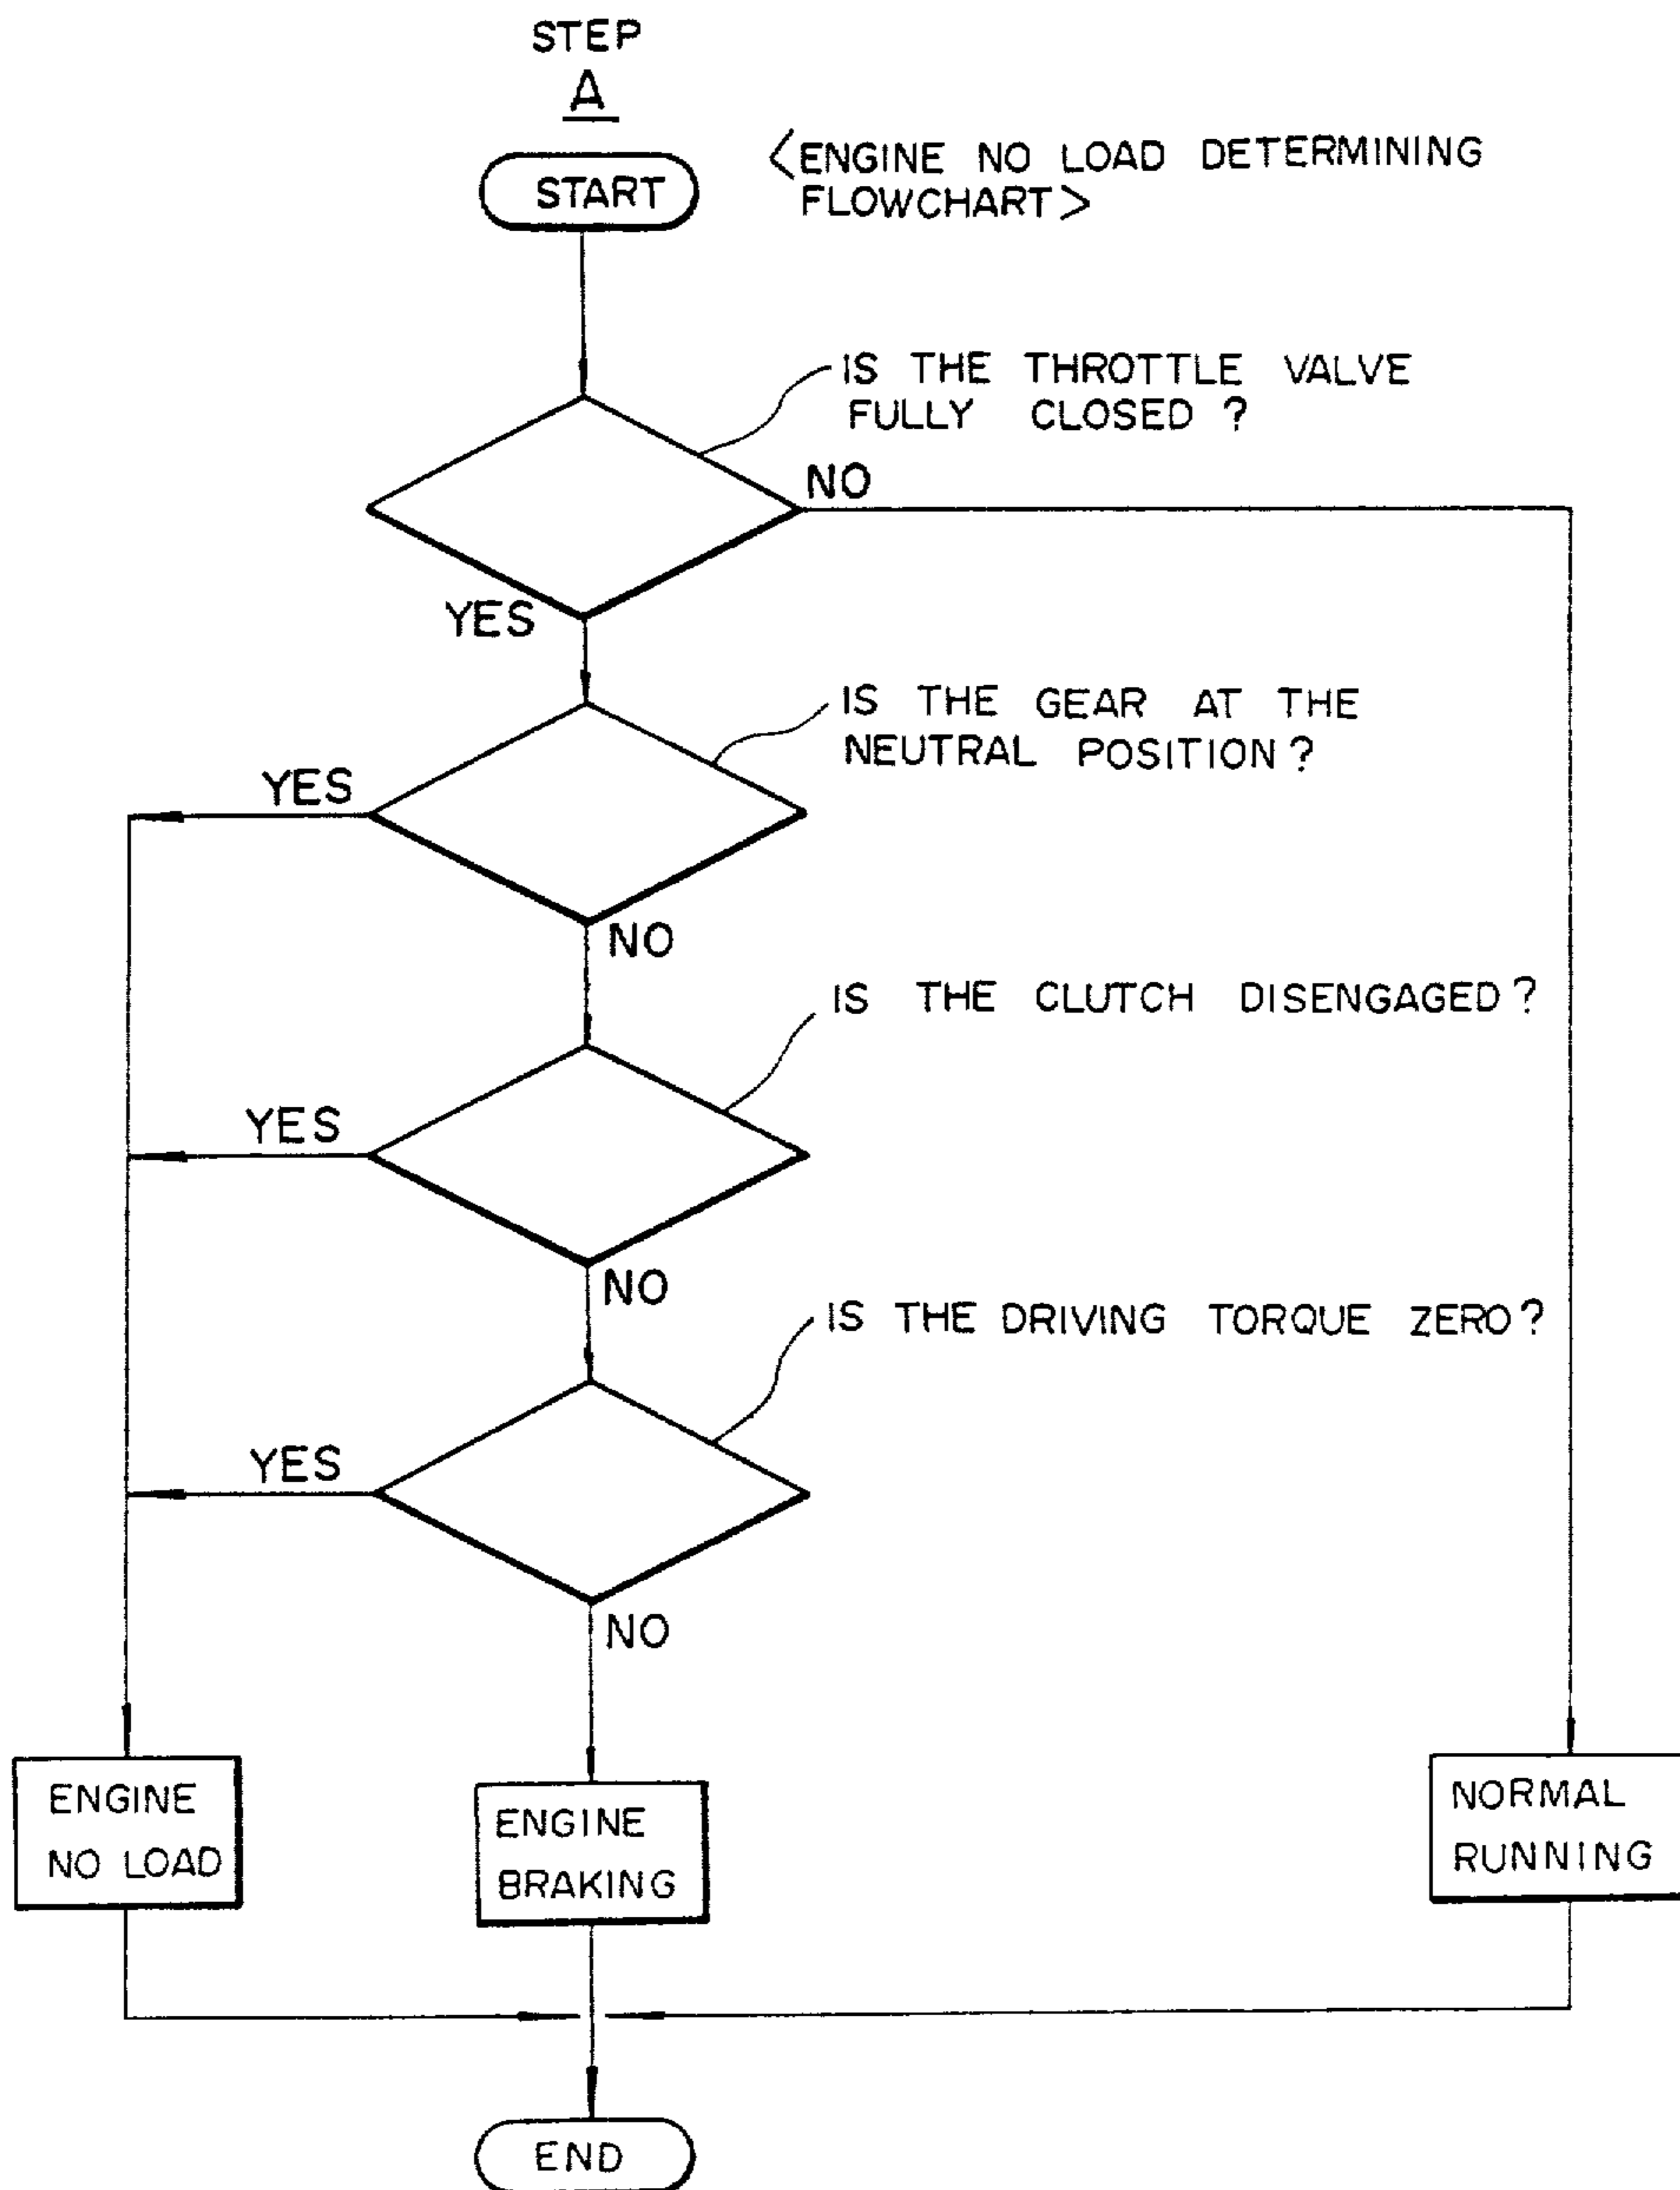 STEP
A
START
<ENGINE NO LOAD DETERMINING
FLOWCHART>
IS THE THROTTLE VALVE
FULLY CLOSED ?
NO
YES
IS THE GEAR AT THE
NEUTRAL POSITION ?
YES
NO
IS THE CLUTCH DISENGAGED ?
YES
NO
IS THE DRIVING TORQUE ZERO ?
YES
NO
ENGINE
NO LOAD
ENGINE
BRAKING
NORMAL
RUNNING
END